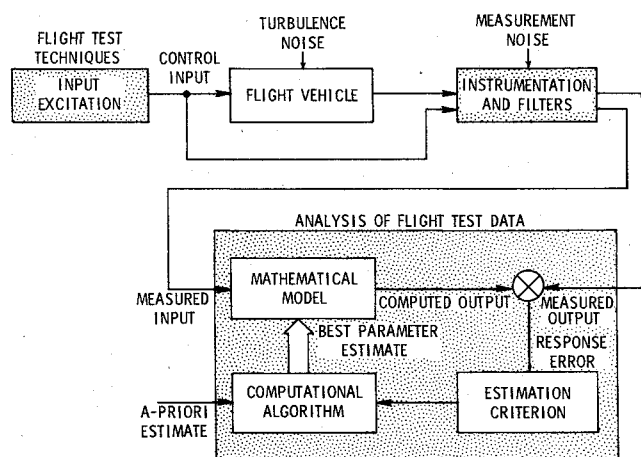 FLIGHT TEST
TECHNIQUES
INPUT
EXCITATION
CONTROL
INPUT
TURBULENCE
NOISE
FLIGHT VEHICLE
MEASUREMENT
NOISE
INSTRUMENTATION
AND FILTERS
ANALYSIS OF FLIGHT TEST DATA
MATHEMATICAL
MODEL
MEASURED
INPUT
COMPUTED OUTPUT
MEASURED
OUTPUT
BEST PARAMETER
ESTIMATE
RESPONSE
ERROR
A-PRIORI
ESTIMATE
COMPUTATIONAL
ALGORITHM
ESTIMATION
CRITERION